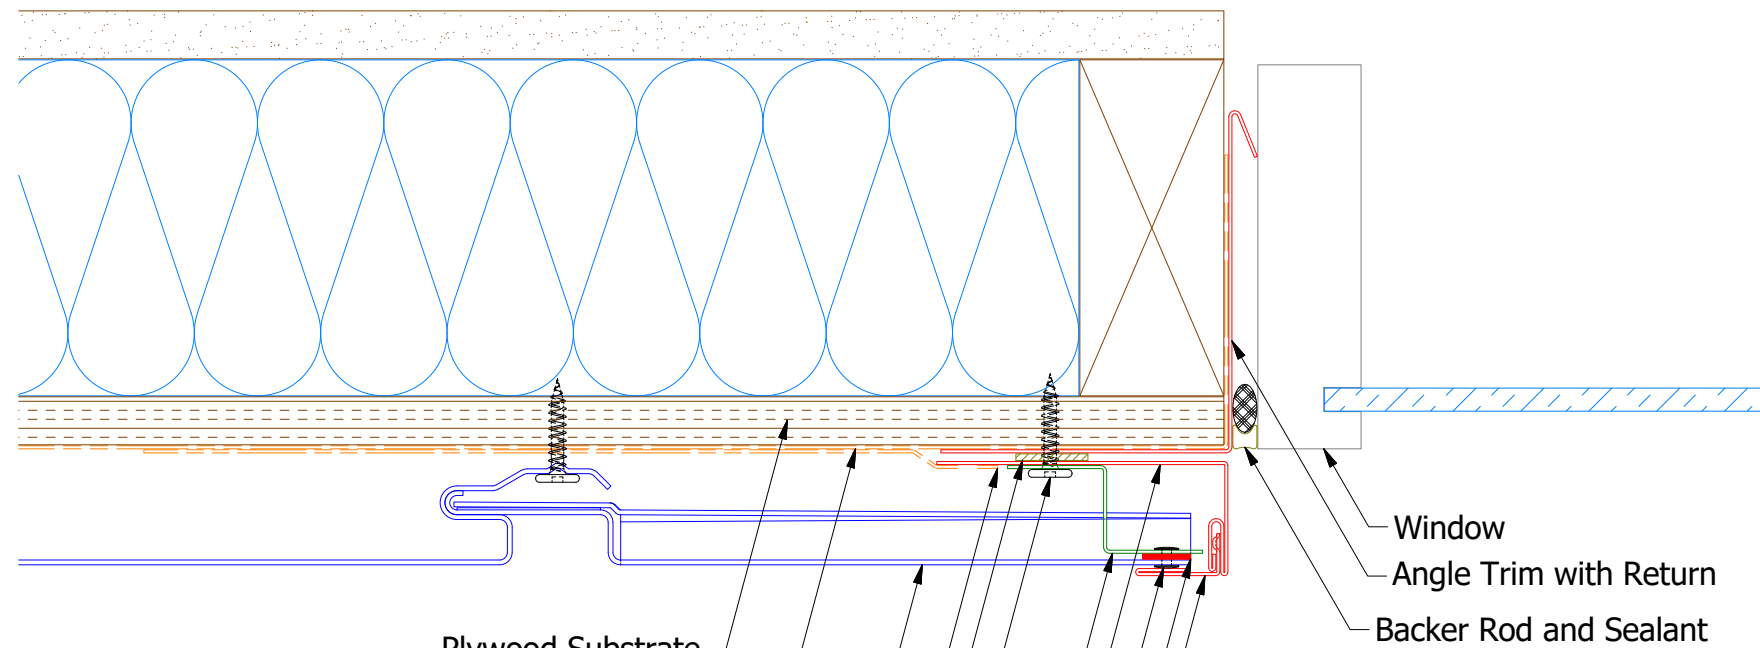 Window
Angle Trim with Return
Backer Rod and Sealant
Plywood Substrate